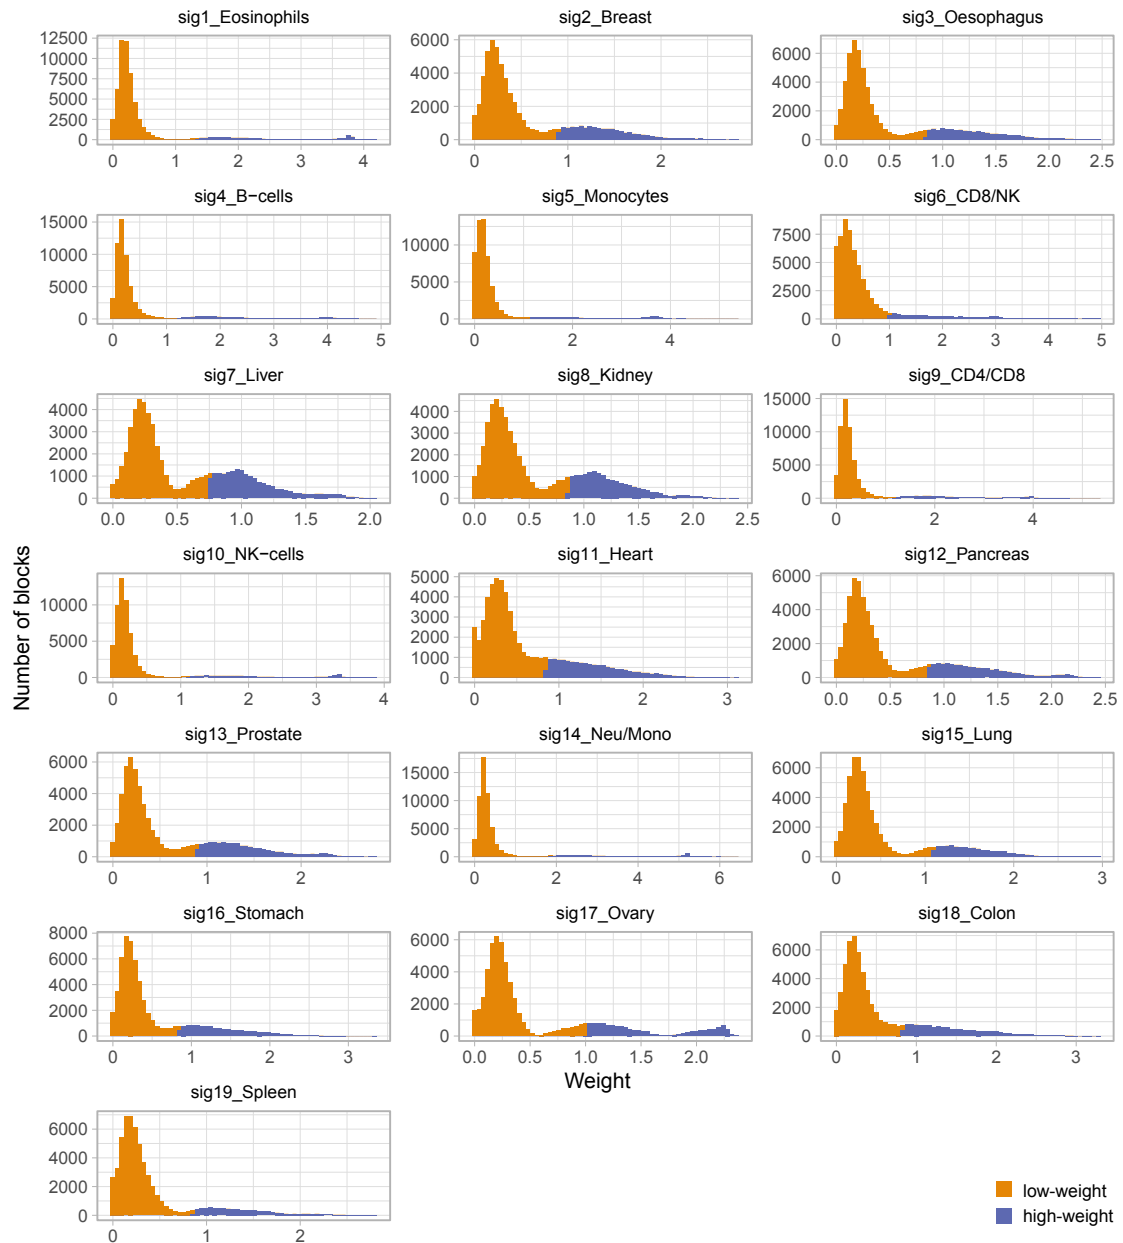 sig1_Eosinophils
12500
10000
7500
5000
2500
0
0 1 2 3 4
sig2_Breast
6000
4000
2000
0
0 1 2
sig3_Oesophagus
6000
4000
2000
0
0.0 0.5 1.0 1.5 2.0 2.5
sig4_B−cells
15000
10000
5000
0
0 1 2 3 4 5
sig5_Monocytes
10000
5000
0
0 2 4
sig6_CD8/NK
7500
5000
2500
0
0 1 2 3 4 5
sig7_Liver
4000
3000
2000
1000
0
0.0 0.5 1.0 1.5 2.0
sig8_Kidney
4000
3000
2000
1000
0
0.0 0.5 1.0 1.5 2.0 2.5
sig9_CD4/CD8
15000
10000
5000
0
0 2 4
sig10_NK−cells
10000
5000
0
0 1 2 3 4
sig11_Heart
5000
4000
3000
2000
1000
0
0 1 2 3
sig12_Pancreas
6000
4000
2000
0
0.0 0.5 1.0 1.5 2.0 2.5
sig13_Prostate
6000
4000
2000
0
0 1 2
sig14_Neu/Mono
15000
10000
5000
0
0 2 4 6
sig15_Lung
6000
4000
2000
0
0 1 2 3
sig16_Stomach
8000
6000
4000
2000
0
0 1 2 3
sig17_Ovary
6000
4000
2000
0
0.0 0.5 1.0 1.5 2.0
sig18_Colon
6000
4000
2000
0
0 1 2 3
sig19_Spleen
6000
4000
2000
0
0 1 2
Number of blocks
Weight
low-weight
high-weight